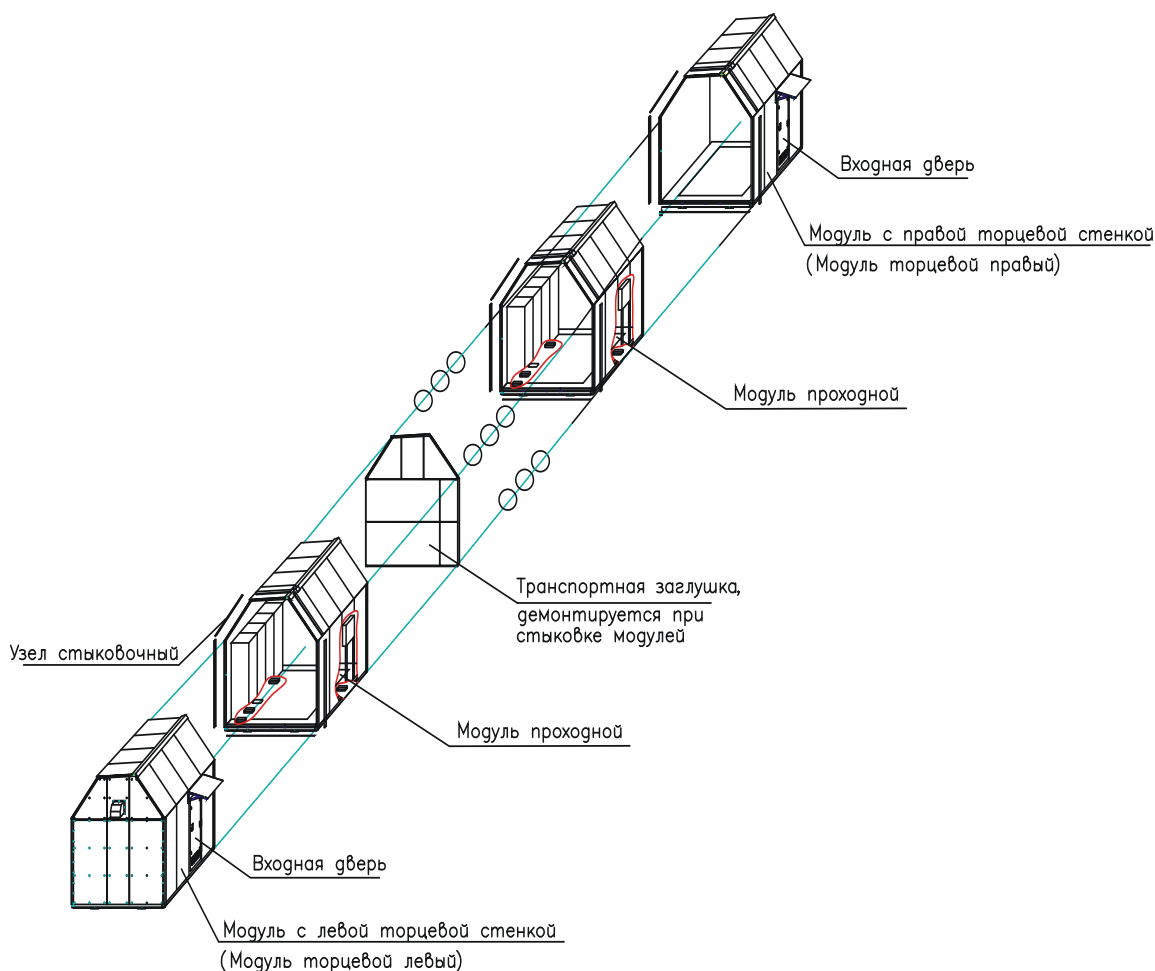 Входная дверь
Модуль с правой торцевой стенкой
(Модуль торцевой правый)
Модуль проходной
Транспортная заглушка,
демонтируется при
стыковке модулей
Узел стыковочный
Модуль проходной
Входная дверь
Модуль с левой торцевой стенкой
(Модуль торцевой левый)